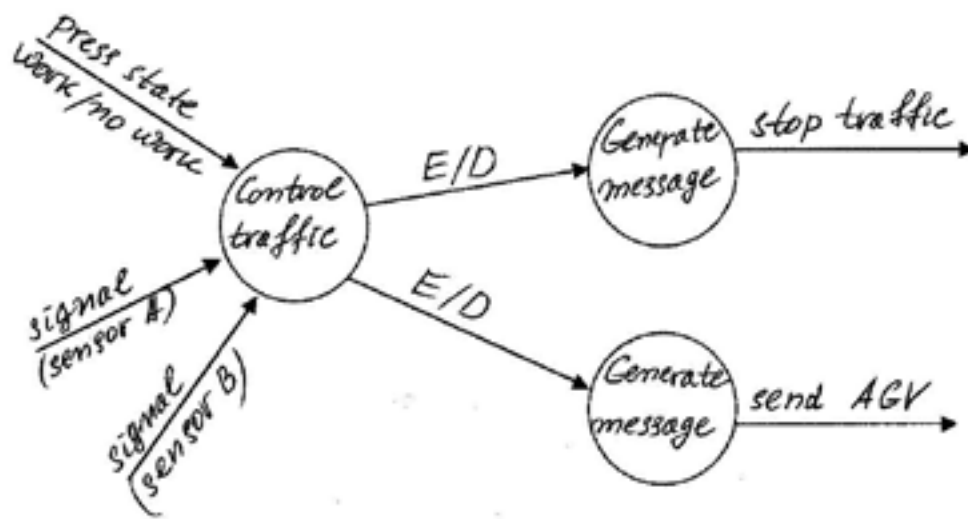 press state
work/no work
Control
traffic
signal
(sensor A)
signal
(sensor B)
E/D
E/D
Generate
message
stop traffic
Generate
message
send AGV